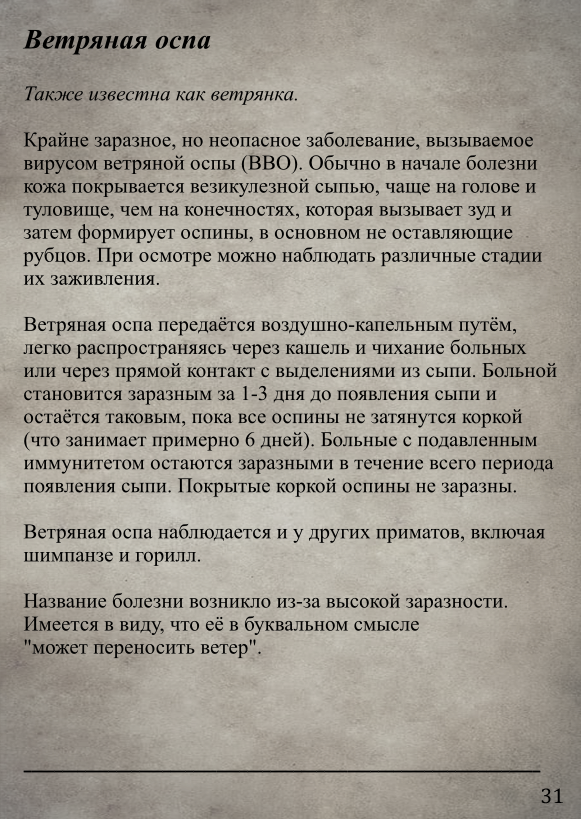 Ветряная оспа
Также известна как ветрянка.
Крайне заразное, но неопасное заболевание, вызываемое
вирусом ветряной оспы (ВВО). Обычно в начале болезни
кожа покрывается везикулезной сыпью, чаще на голове и
туловище, чем на конечностях, которая вызывает зуд и
затем формирует оспины, в основном не оставляющие
рубцов. При осмотре можно наблюдать различные стадии
их заживления.
Ветряная оспа передаётся воздушно-капельным путём,
легко распространяясь через кашель и чихание больных
или через прямой контакт с выделениями из сыпи. Больной
становится заразным за 1-3 дня до появления сыпи и
остаётся таковым, пока все оспины не затянутся коркой
(что занимает примерно 6 дней). Больные с подавленным
иммунитетом остаются заразными в течение всего периода
появления сыпи. Покрытые коркой оспины не заразны.
Ветряная оспа наблюдается и у других приматов, включая
шимпанзе и горилл.
Название болезни возникло из-за высокой заразности.
Имеется в виду, что её в буквальном смысле
"может переносить ветер".
31